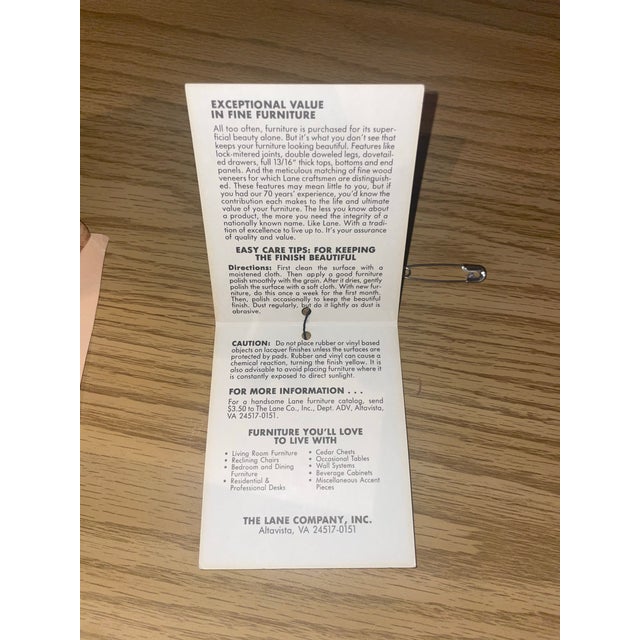 EXCEPTIONAL VALUE
IN FINE FURNITURE
All too often, furniture is purchased for its super-
ficial beauty alone. But it's what you don't see that
keeps your furniture looking beautiful. Features like
lock-mitered joints, double doweled legs, dovetail-
ed drawers, full 13/16" thick tops, bottoms and end
panels. And the meticulous matching of fine wood
veneers for which Lane craftsmen are distinguish-
ed. These features may mean little to you, but if
you had our 70 years' experience, you'd know the
contribution each makes to the life and ultimate
value of your furniture. The less you know about
a product, the more you need the integrity of a
nationally known name. Like Lane. With a tradi-
tion of excellence to live up to. It's your assurance
of quality and value.
EASY CARE TIPS: FOR KEEPING
THE FINISH BEAUTIFUL
Directions: First clean the surface with a
moistened cloth. Then apply a good furniture
polish smoothly with the grain. After it dries, gently
polish the surface with a soft cloth. With new fur-
niture, do this once a week for the first month.
Then, polish occasionally to keep the beautiful
finish. Dust regularly, but do it lightly as dust is
abrasive.
CAUTION: Do not place rubber or vinyl based
objects on lacquer finishes unless the surfaces are
protected by pads. Rubber and vinyl can cause a
chemical reaction, turning the finish yellow. It is
also advisable to avoid placing furniture where it
is constantly exposed to direct sunlight.
FOR MORE INFORMATION . . .
For a handsome Lane furniture catalog, send
$3.50 to The Lane Co., Inc., Dept. ADV, Altavista,
VA 24517-0151.
FURNITURE YOU'LL LOVE
TO LIVE WITH
• Living Room Furniture
• Reclining Chairs
• Bedroom and Dining
Furniture
• Residential &
Professional Desks
• Cedar Chests
• Occasional Tables
• Wall Systems
• Beverage Cabinets
• Miscellaneous Accent
Pieces
THE LANE COMPANY, INC.
Altavista, VA 24517-0151